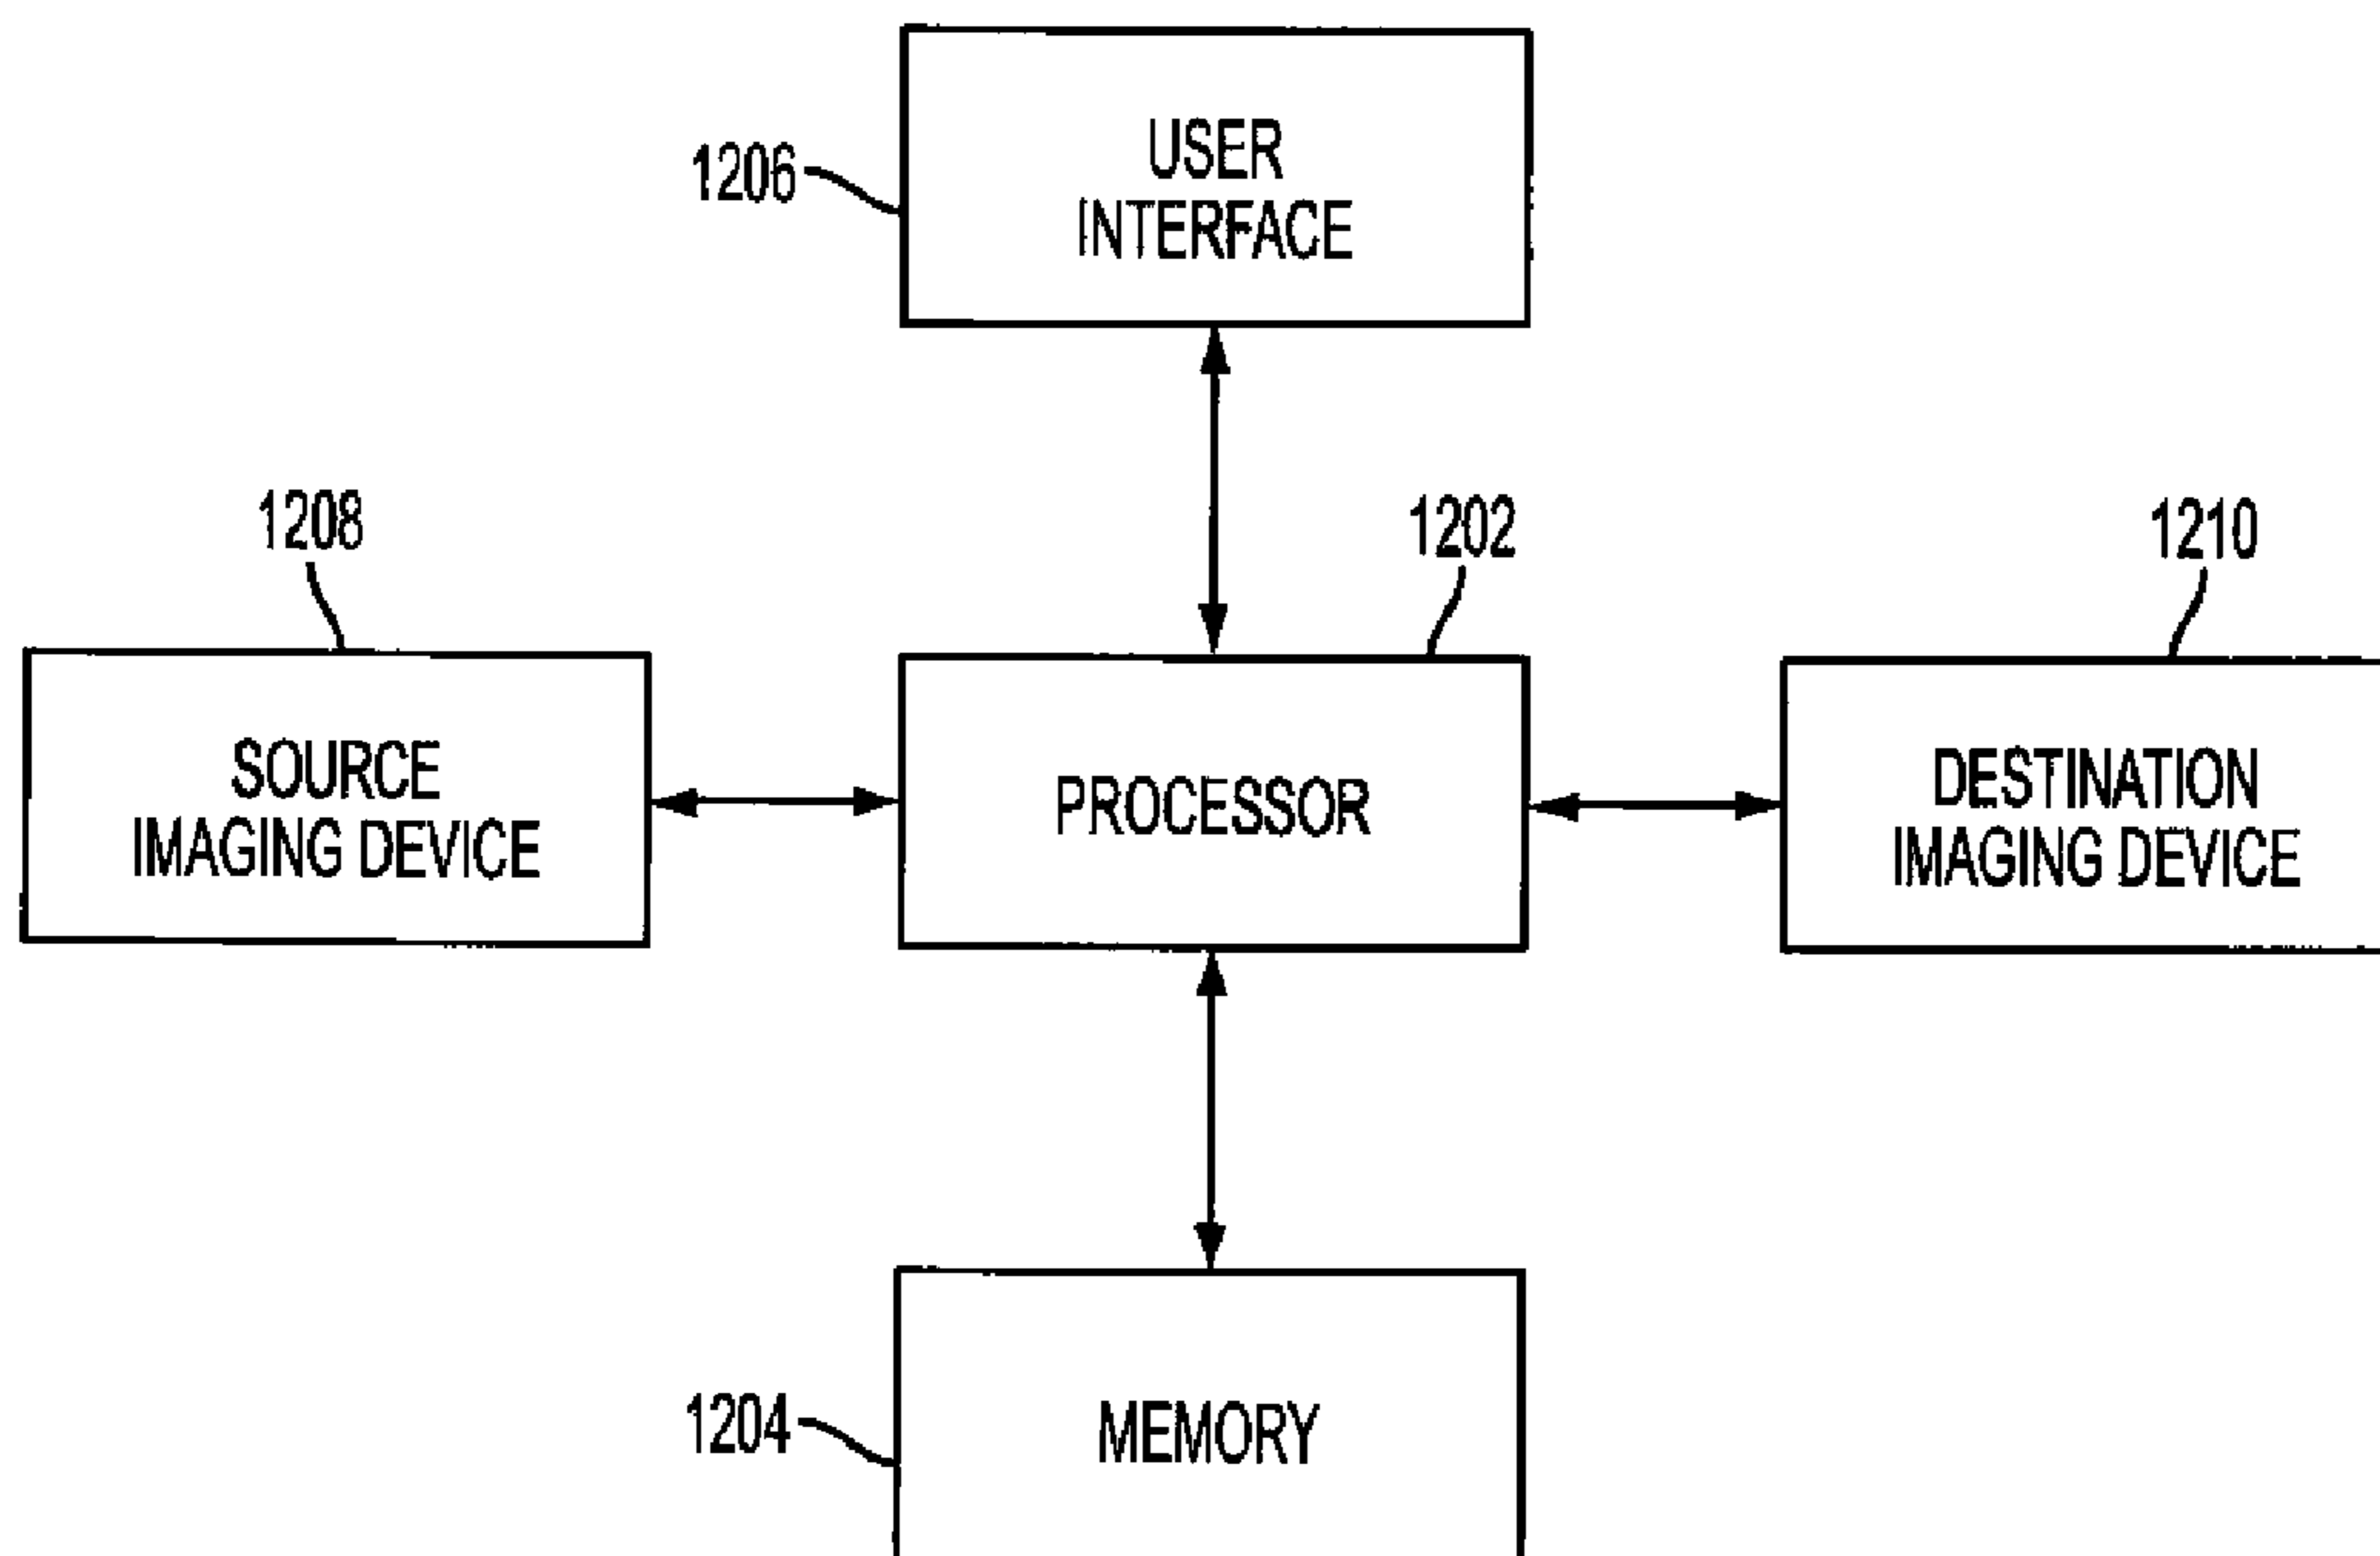 1206
USER
INTERFACE
1208
1202
1210
SOURCE
IMAGING DEVICE
PROCESSOR
DESTINATION
IMAGING DEVICE
1204
MEMORY